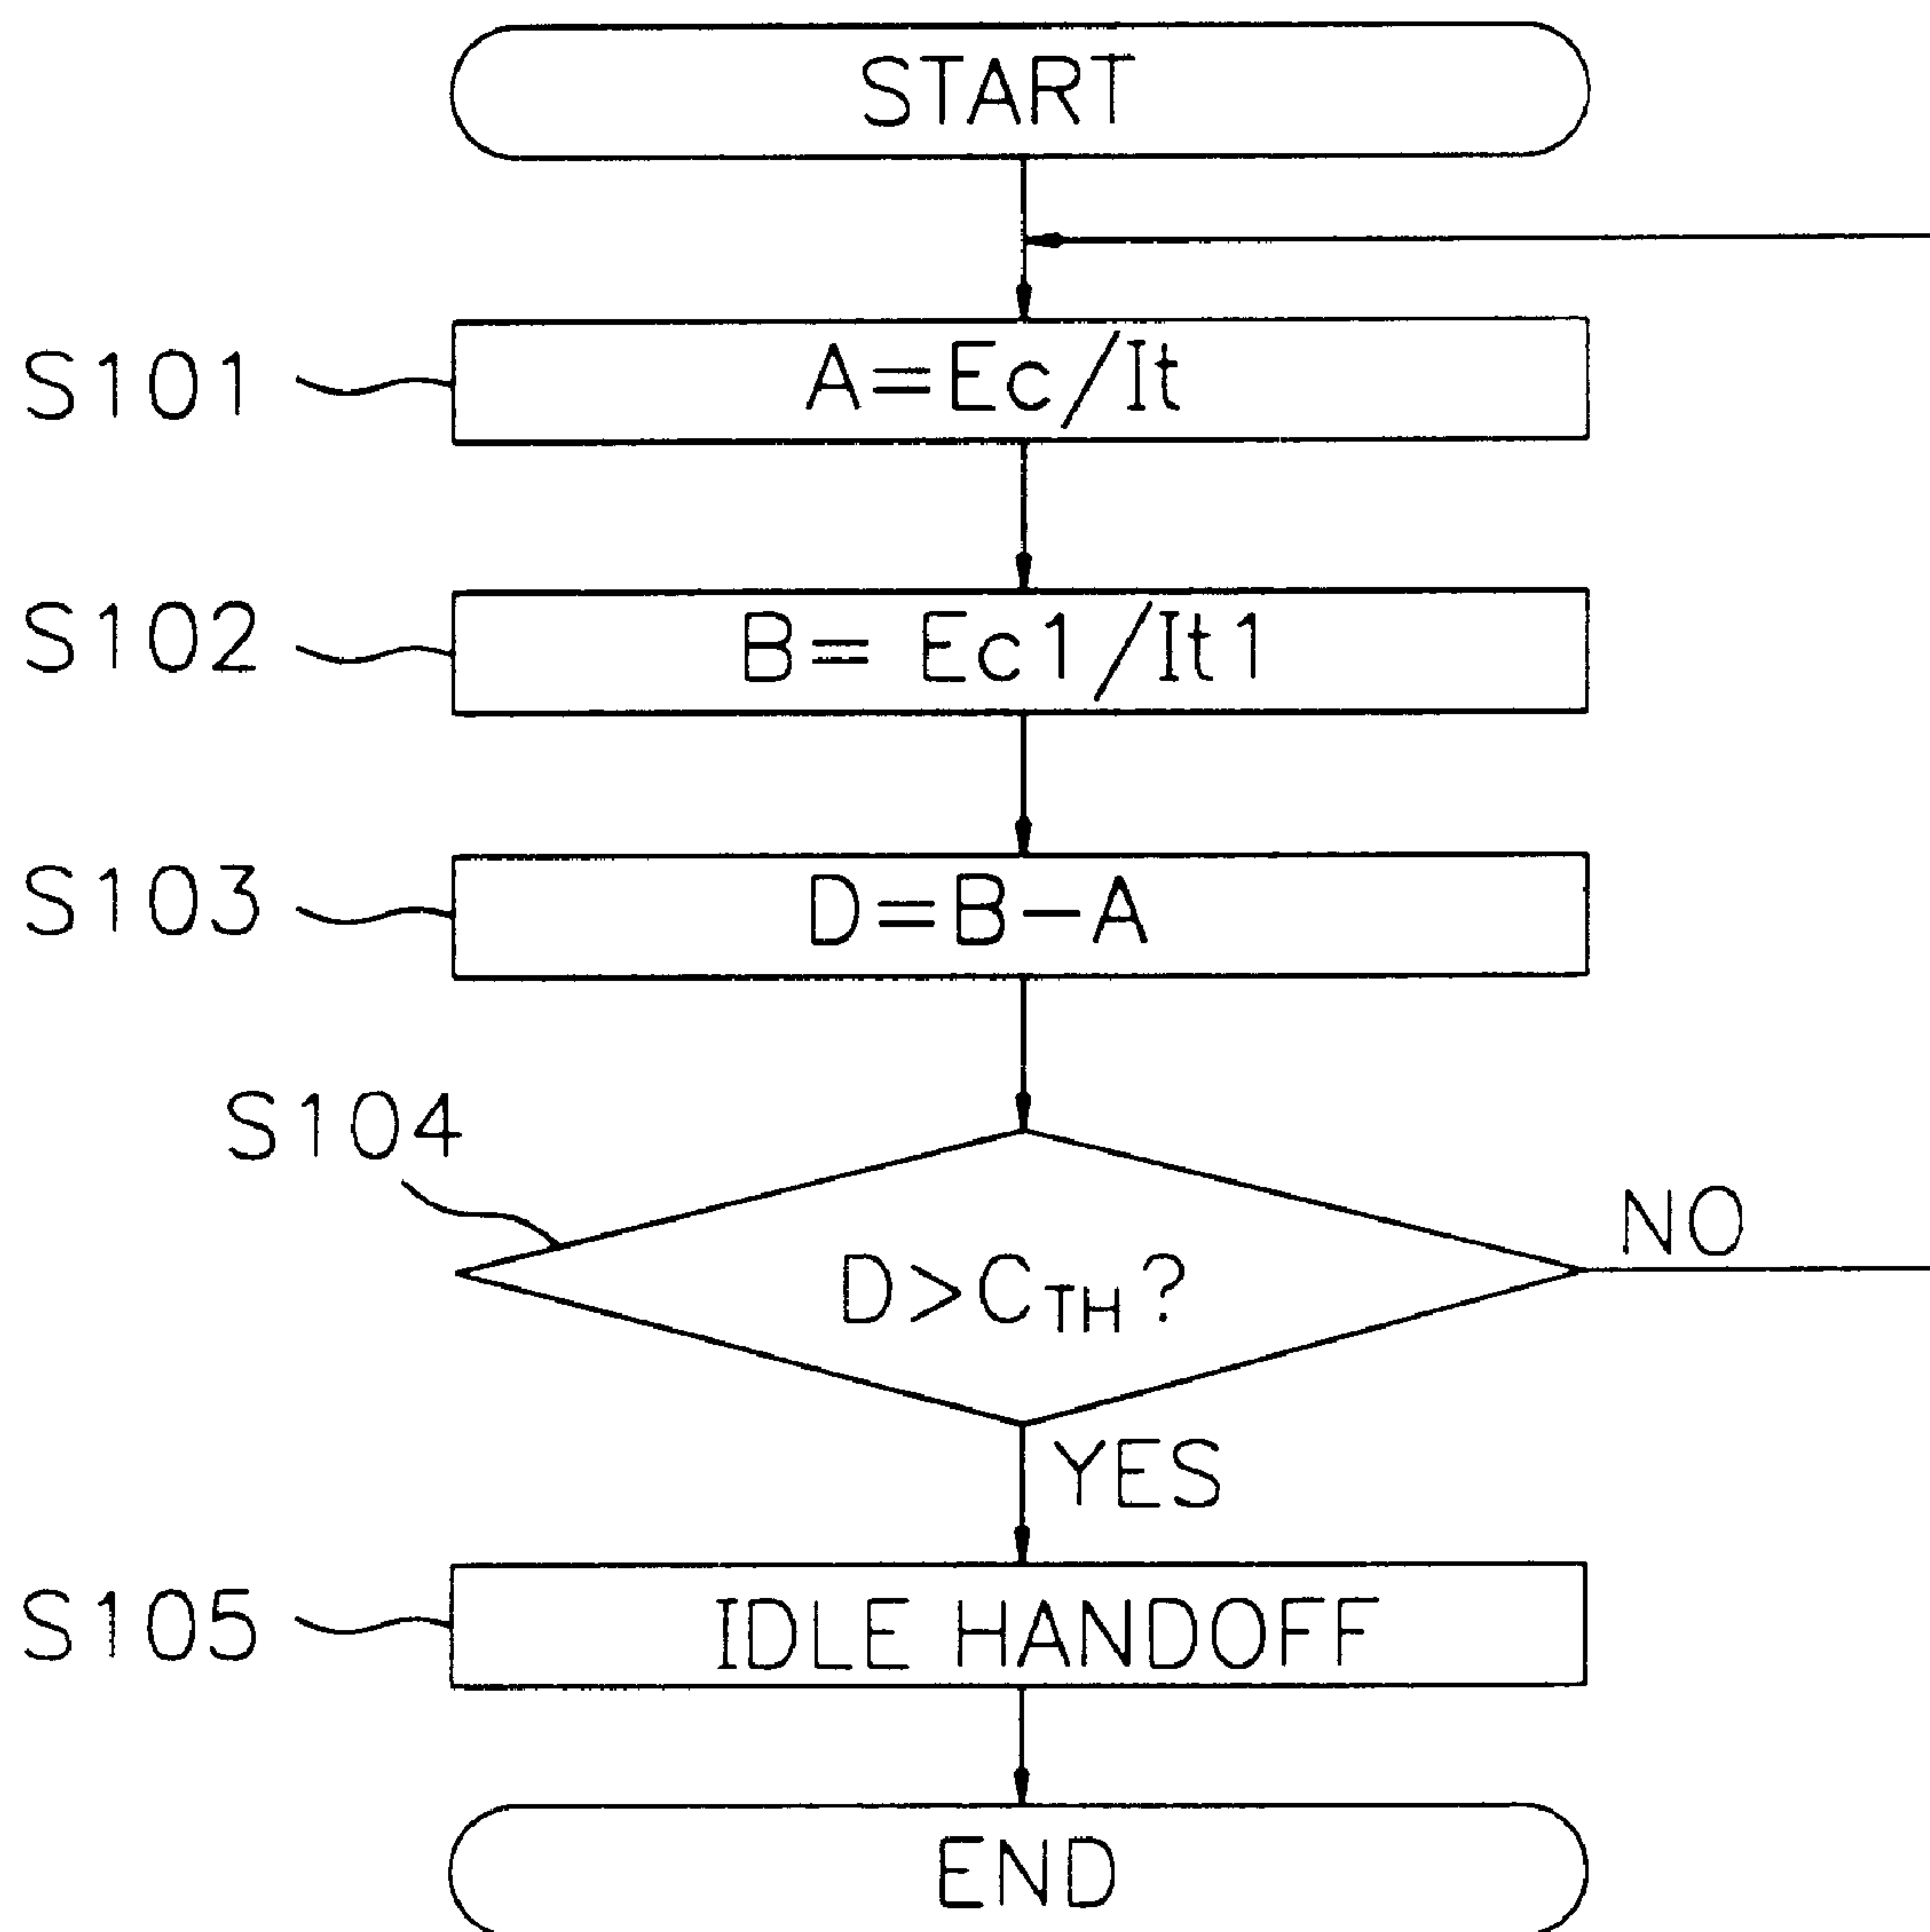 START
S101
A=Ec/It
S102
B= Ec1/It1
S103
D=B-A
S104
D>CTH?
NO
YES
S105
IDLE HANDOFF
END